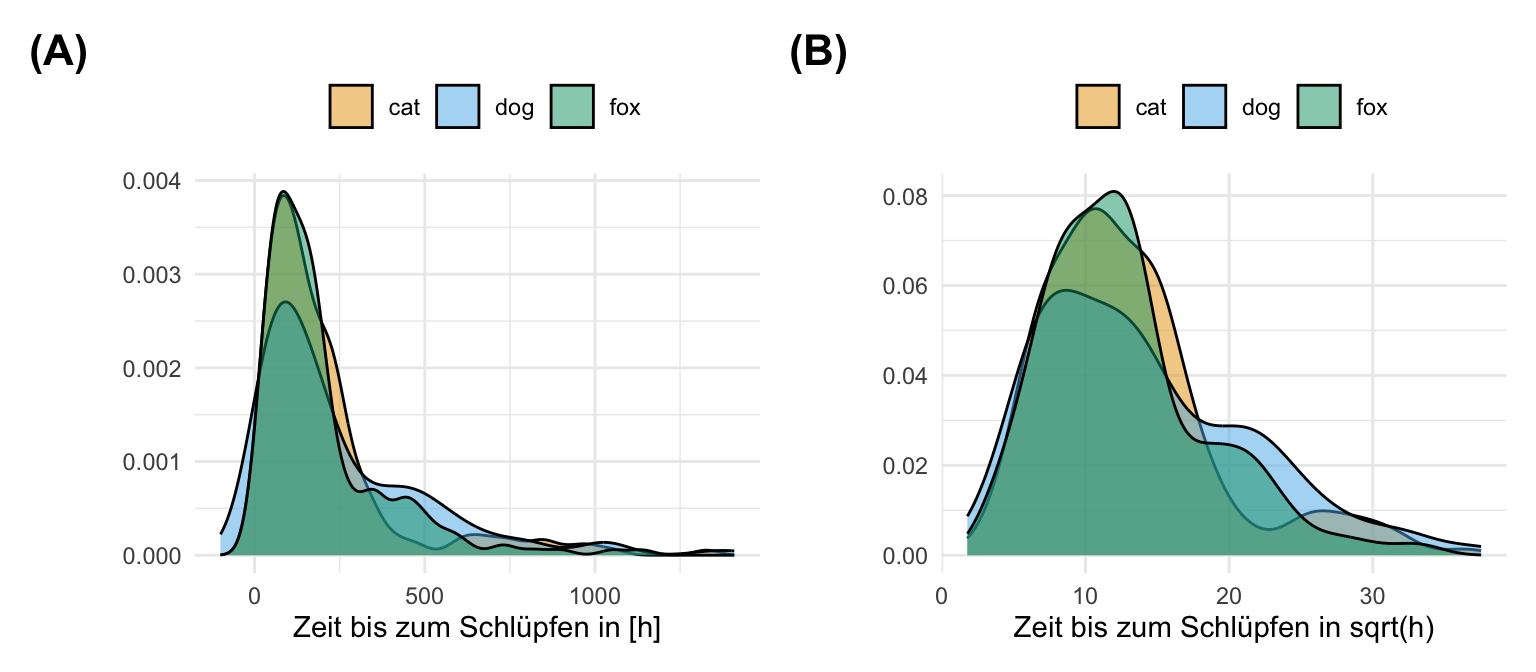 (A)
cat dog fox
0.004
0.003
0.002
0.001
0.000
0 500 1000
Zeit bis zum Schlüpfen in [h]
(B)
cat dog fox
0.08
0.06
0.04
0.02
0.00
0 10 20 30
Zeit bis zum Schlüpfen in sqrt(h)